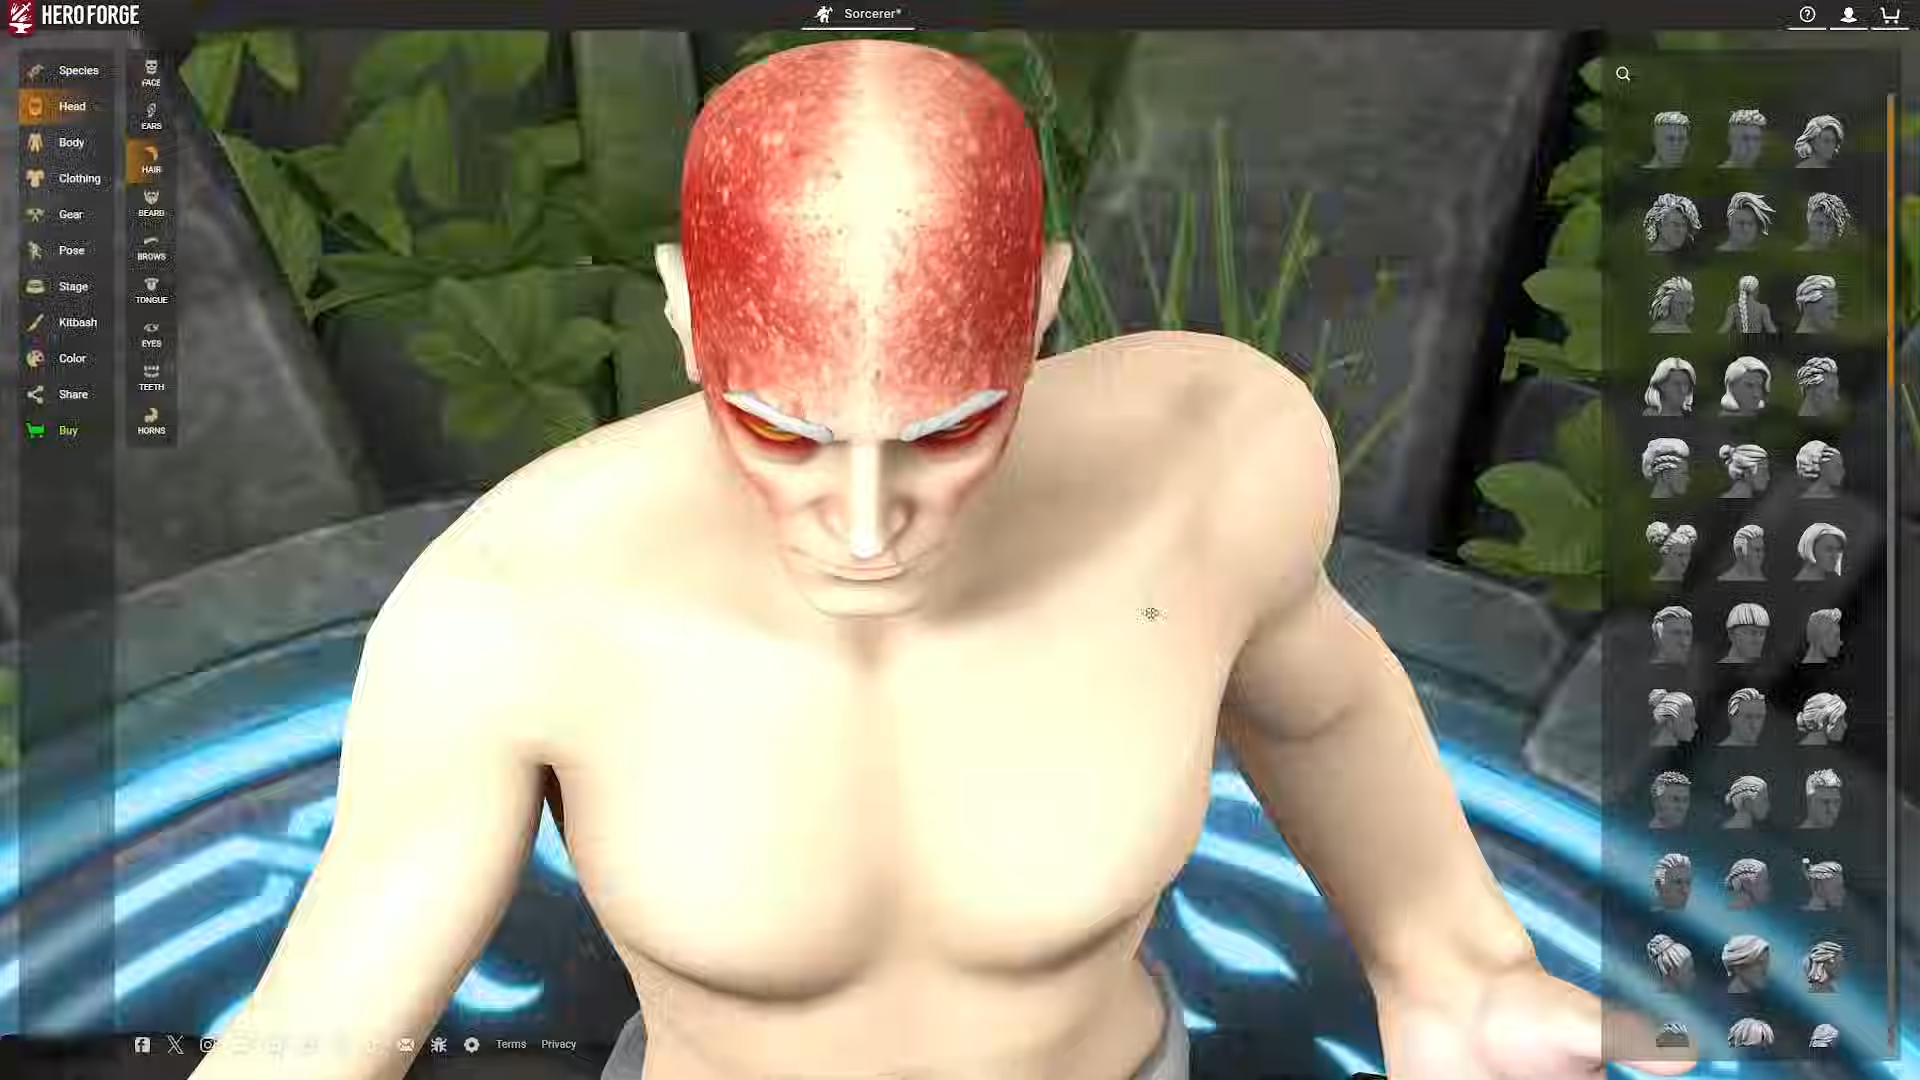 HERO FORGE
Sorcerer*
Species
Head
Body
Clothing
Gear
Pose
Stage
Kitbash
Color
Share
Buy
FACE
EARS
HAIR
BEARD
BROWS
TONGUE
EYES
TEETH
HORNS
Terms
Privacy